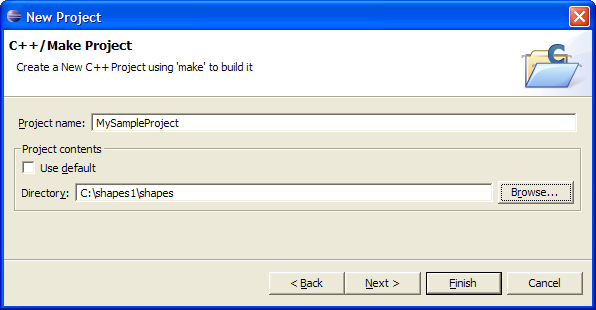 New Project
C++/Make Project
Create a New C++ Project using 'make' to build it
Project name: MySampleProject
Project contents
Use default
Directory: C:\shapes1\shapes Browse...
< Back Next > Finish Cancel